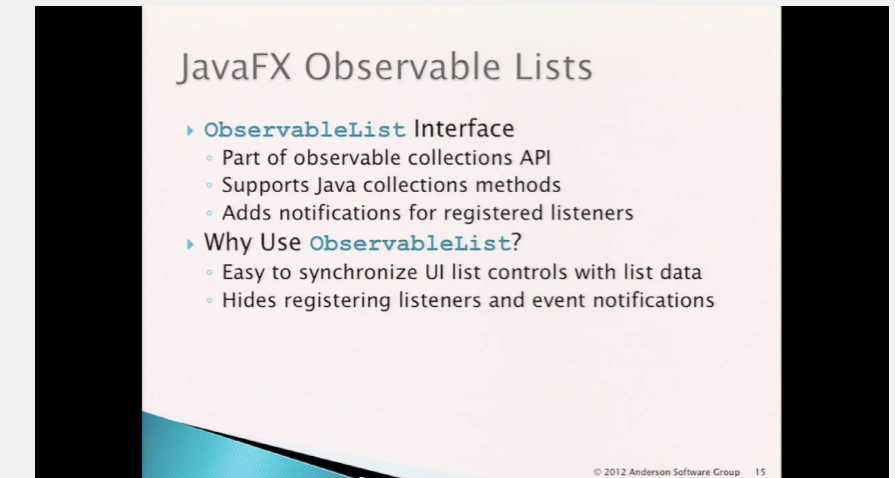 JavaFX Observable Lists
ObservableList Interface
Part of observable collections API
Supports Java collections methods
Adds notifications for registered listeners
Why Use ObservableList?
Easy to synchronize UI list controls with list data
Hides registering listeners and event notifications
© 2012 Anderson Software Group 15